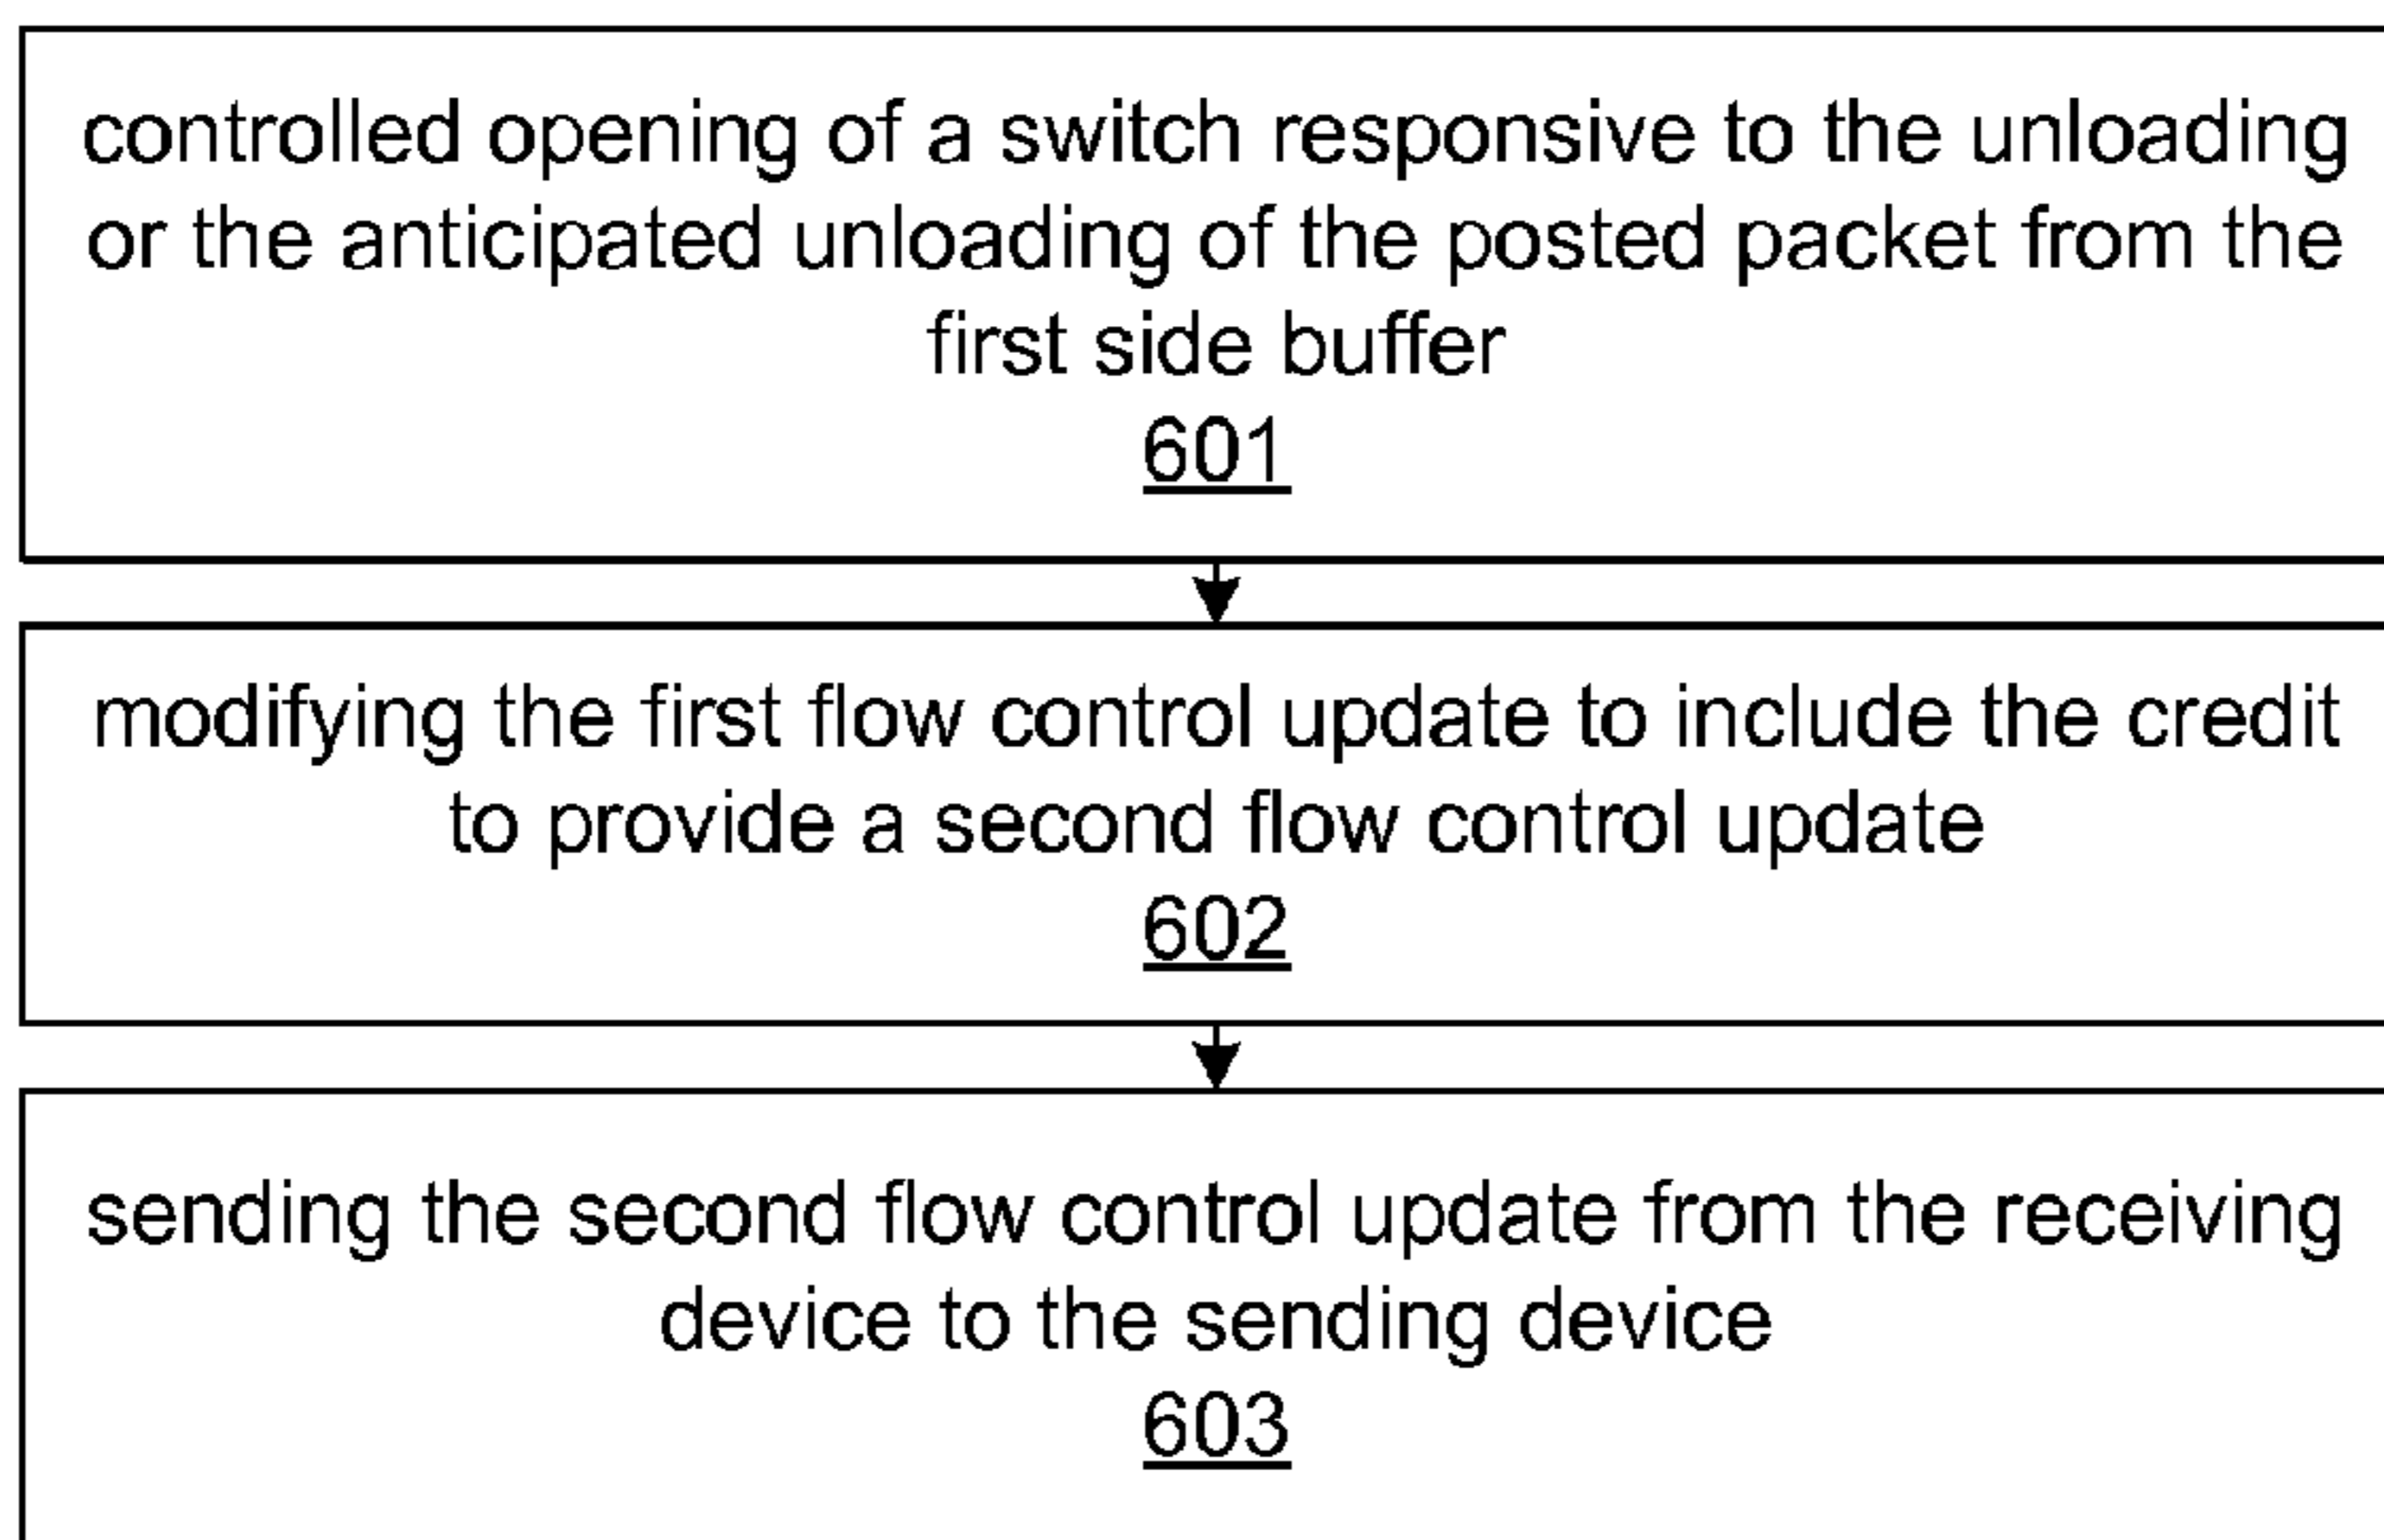 controlled opening of a switch responsive to the unloading
or the anticipated unloading of the posted packet from the
first side buffer
601
modifying the first flow control update to include the credit
to provide a second flow control update
602
sending the second flow control update from the receiving
device to the sending device
603